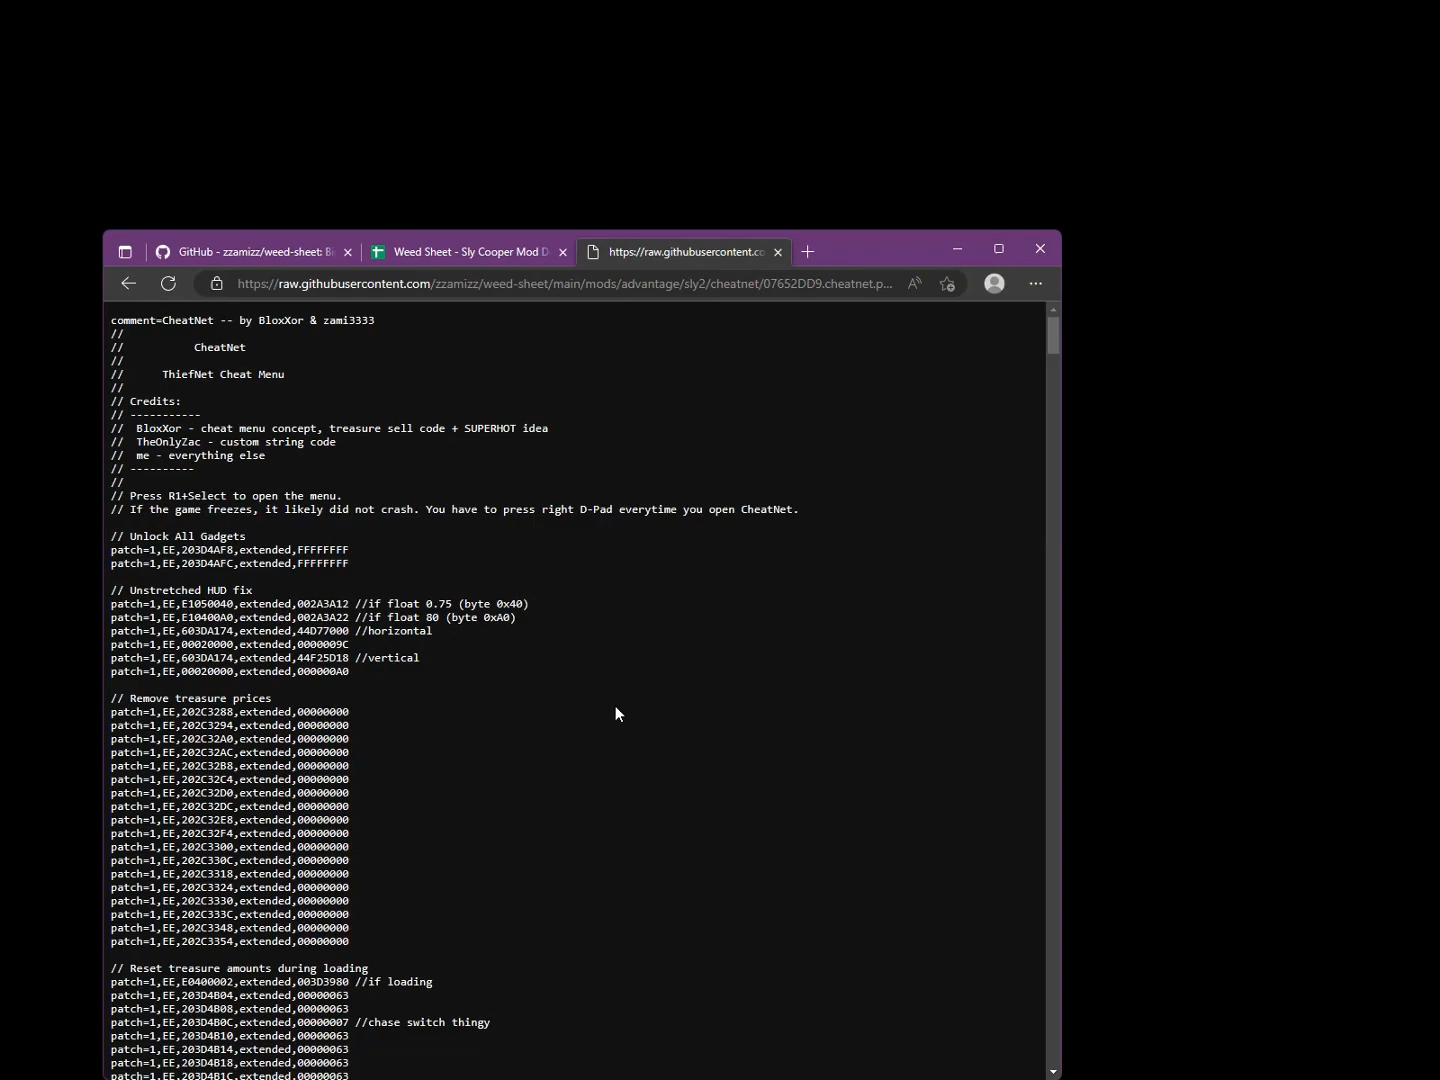 GitHub - zzamizz/weed-sheet: Bi
Weed Sheet - Sly Cooper Mod D
https://raw.githubusercontent.co
https://raw.githubusercontent.com/zzamizz/weed-sheet/main/mods/advantage/sly2/cheatnet/07652DD9.cheatnet.p...
comment=CheatNet -- by BloxXor & zami3333
//
//           CheatNet
//
//      ThiefNet Cheat Menu
//
// Credits:
// -----------
//  BloxXor - cheat menu concept, treasure sell code + SUPERHOT idea
//  TheOnlyZac - custom string code
//  me - everything else
// ----------
//
// Press R1+Select to open the menu.
// If the game freezes, it likely did not crash. You have to press right D-Pad everytime you open CheatNet.
// Unlock All Gadgets
patch=1,EE,203D4AF8,extended,FFFFFFFF
patch=1,EE,203D4AFC,extended,FFFFFFFF
// Unstretched HUD fix
patch=1,EE,E1050040,extended,002A3A12 //if float 0.75 (byte 0x40)
patch=1,EE,E10400A0,extended,002A3A22 //if float 80 (byte 0xA0)
patch=1,EE,603DA174,extended,44D77000 //horizontal
patch=1,EE,00020000,extended,0000009C
patch=1,EE,603DA174,extended,44F25D18 //vertical
patch=1,EE,00020000,extended,000000A0
// Remove treasure prices
patch=1,EE,202C3288,extended,00000000
patch=1,EE,202C3294,extended,00000000
patch=1,EE,202C32A0,extended,00000000
patch=1,EE,202C32AC,extended,00000000
patch=1,EE,202C32B8,extended,00000000
patch=1,EE,202C32C4,extended,00000000
patch=1,EE,202C32D0,extended,00000000
patch=1,EE,202C32DC,extended,00000000
patch=1,EE,202C32E8,extended,00000000
patch=1,EE,202C32F4,extended,00000000
patch=1,EE,202C3300,extended,00000000
patch=1,EE,202C330C,extended,00000000
patch=1,EE,202C3318,extended,00000000
patch=1,EE,202C3324,extended,00000000
patch=1,EE,202C3330,extended,00000000
patch=1,EE,202C333C,extended,00000000
patch=1,EE,202C3348,extended,00000000
patch=1,EE,202C3354,extended,00000000
// Reset treasure amounts during loading
patch=1,EE,E0400002,extended,003D3980 //if loading
patch=1,EE,203D4B04,extended,00000063
patch=1,EE,203D4B08,extended,00000063
patch=1,EE,203D4B0C,extended,00000007 //chase switch thingy
patch=1,EE,203D4B10,extended,00000063
patch=1,EE,203D4B14,extended,00000063
patch=1,EE,203D4B18,extended,00000063
patch=1,EE,203D4B1C,extended,00000063